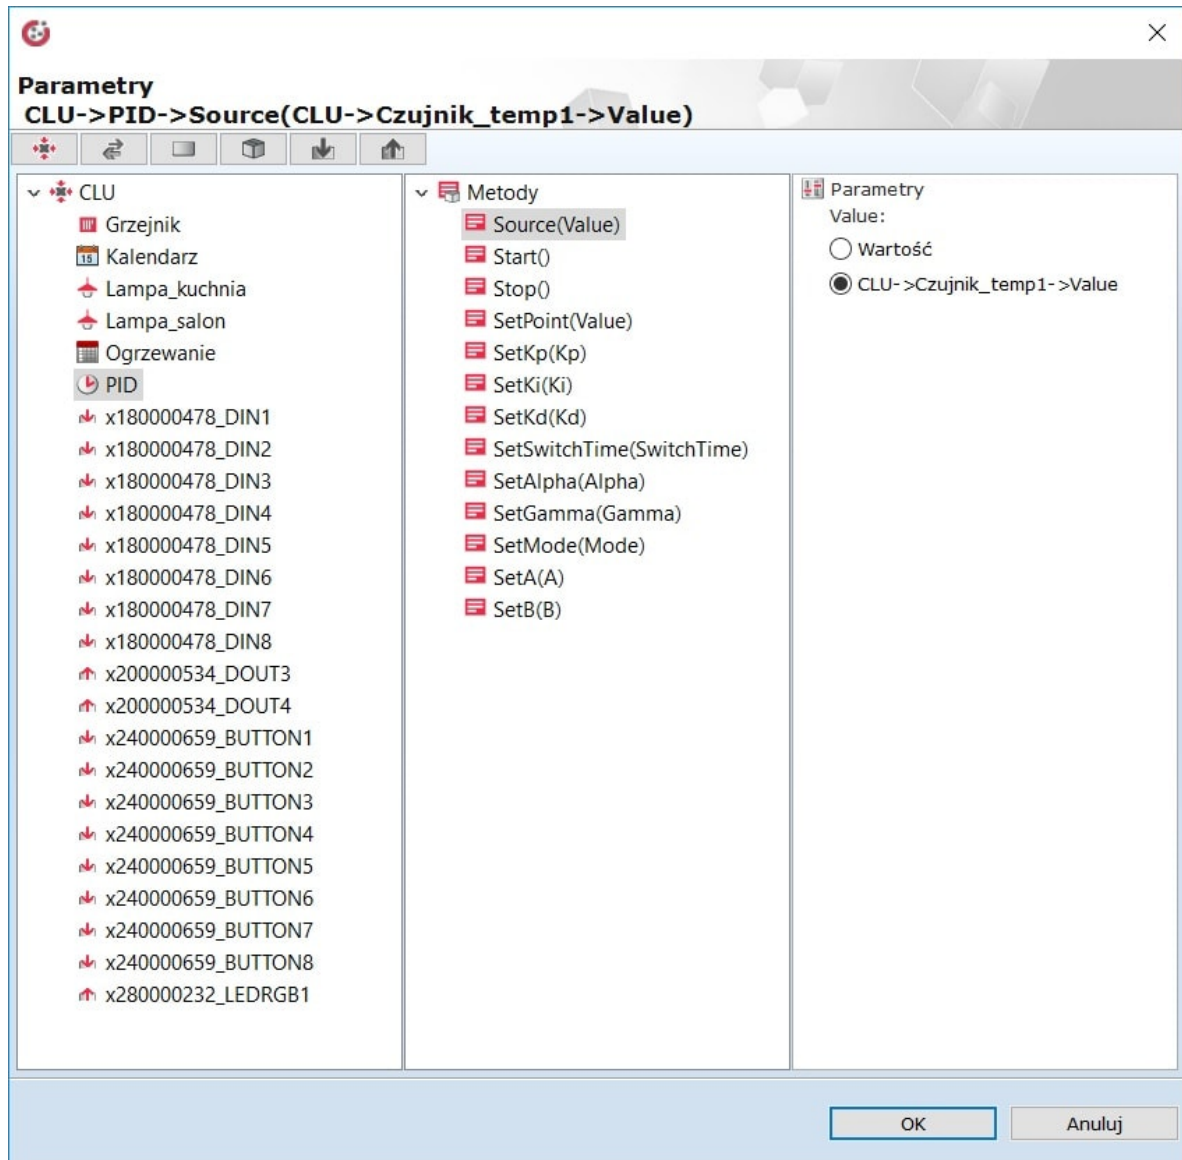 Parametry
CLU->PID->Source(CLU->Czujnik_temp1->Value)
CLU
Grzejnik
15
Kalendarz
Lampa_kuchnia
Lampa_salon
Ogrzewanie
PID
x180000478_DIN1
x180000478_DIN2
x180000478_DIN3
x180000478_DIN4
x180000478_DIN5
x180000478_DIN6
x180000478_DIN7
x180000478_DIN8
x200000534_DOUT3
x200000534_DOUT4
x240000659_BUTTON1
x240000659_BUTTON2
x240000659_BUTTON3
x240000659_BUTTON4
x240000659_BUTTON5
x240000659_BUTTON6
x240000659_BUTTON7
x240000659_BUTTON8
x280000232_LEDRGB1
Metody
Source(Value)
Start()
Stop()
SetPoint(Value)
SetKp(Kp)
SetKi(Ki)
SetKd(Kd)
SetSwitchTime(SwitchTime)
SetAlpha(Alpha)
SetGamma(Gamma)
SetMode(Mode)
SetA(A)
SetB(B)
Parametry
Value:
Wartość
CLU->Czujnik_temp1->Value
OK
Anuluj